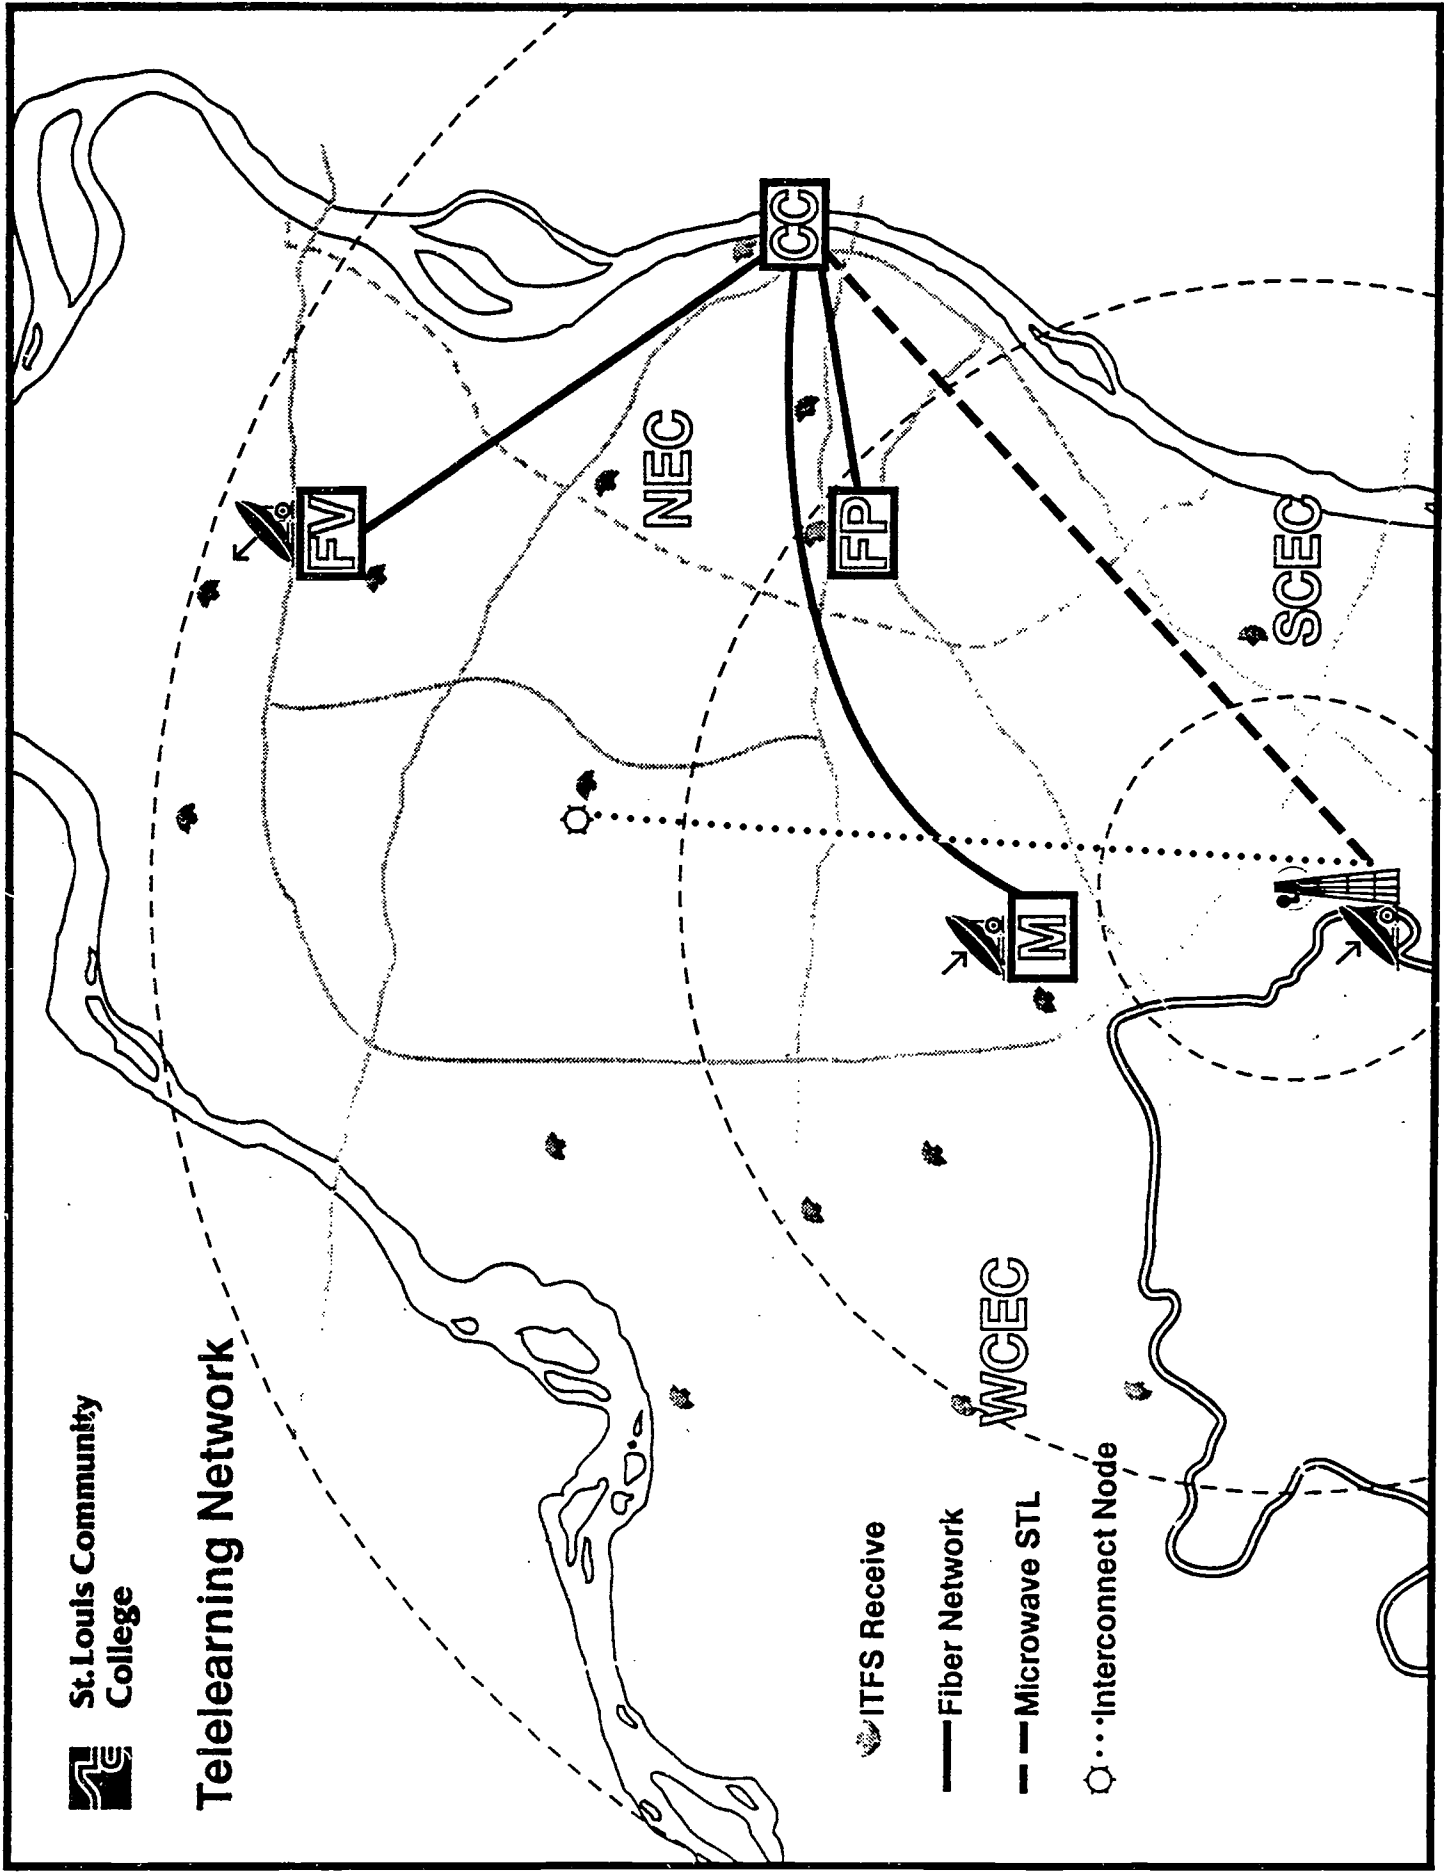 St. Louis Community
College
Telelearning Network
FV
NEC
CC
FP
M
SCEC
WCEC
ITFS Receive
Fiber Network
Microwave STL
Interconnect Node